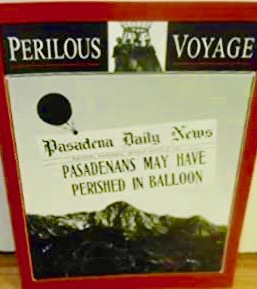 PERILOUS VOYAGE
Pasadena Daily News
PASADENANS MAY HAVE
PERISHED IN BALLOON